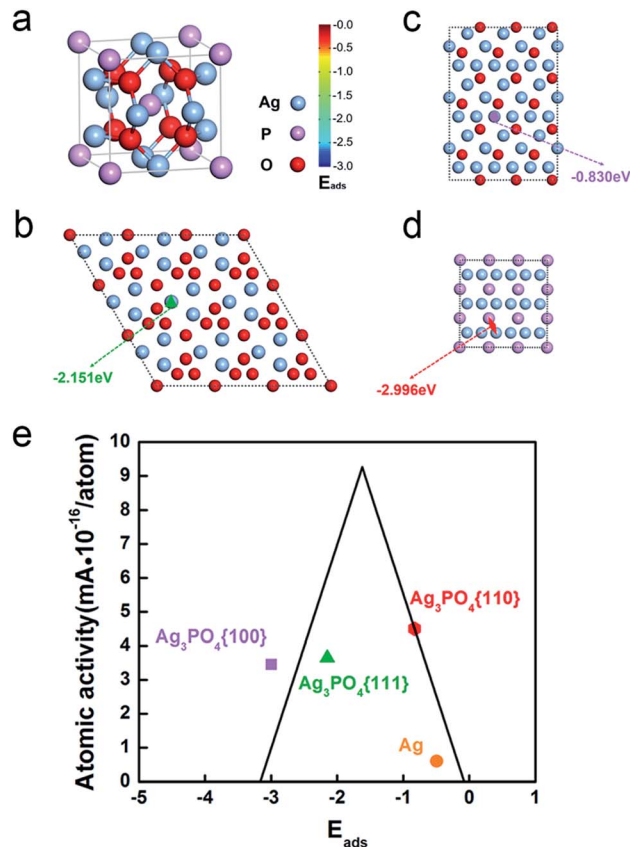 a
Ag
P
O
-0.0
-0.5
-1.0
-1.5
-2.0
-2.5
-3.0
Eads
c
-0.830eV
b
-2.151eV
d
-2.996eV
e
Atomic activity(mA•10⁻¹⁶/atom)
10
9
8
7
6
5
4
3
2
1
0
Ag₃PO₄{100}
Ag₃PO₄{111}
Ag₃PO₄{110}
Ag
-5 -4 -3 -2 -1 0 1
Eads